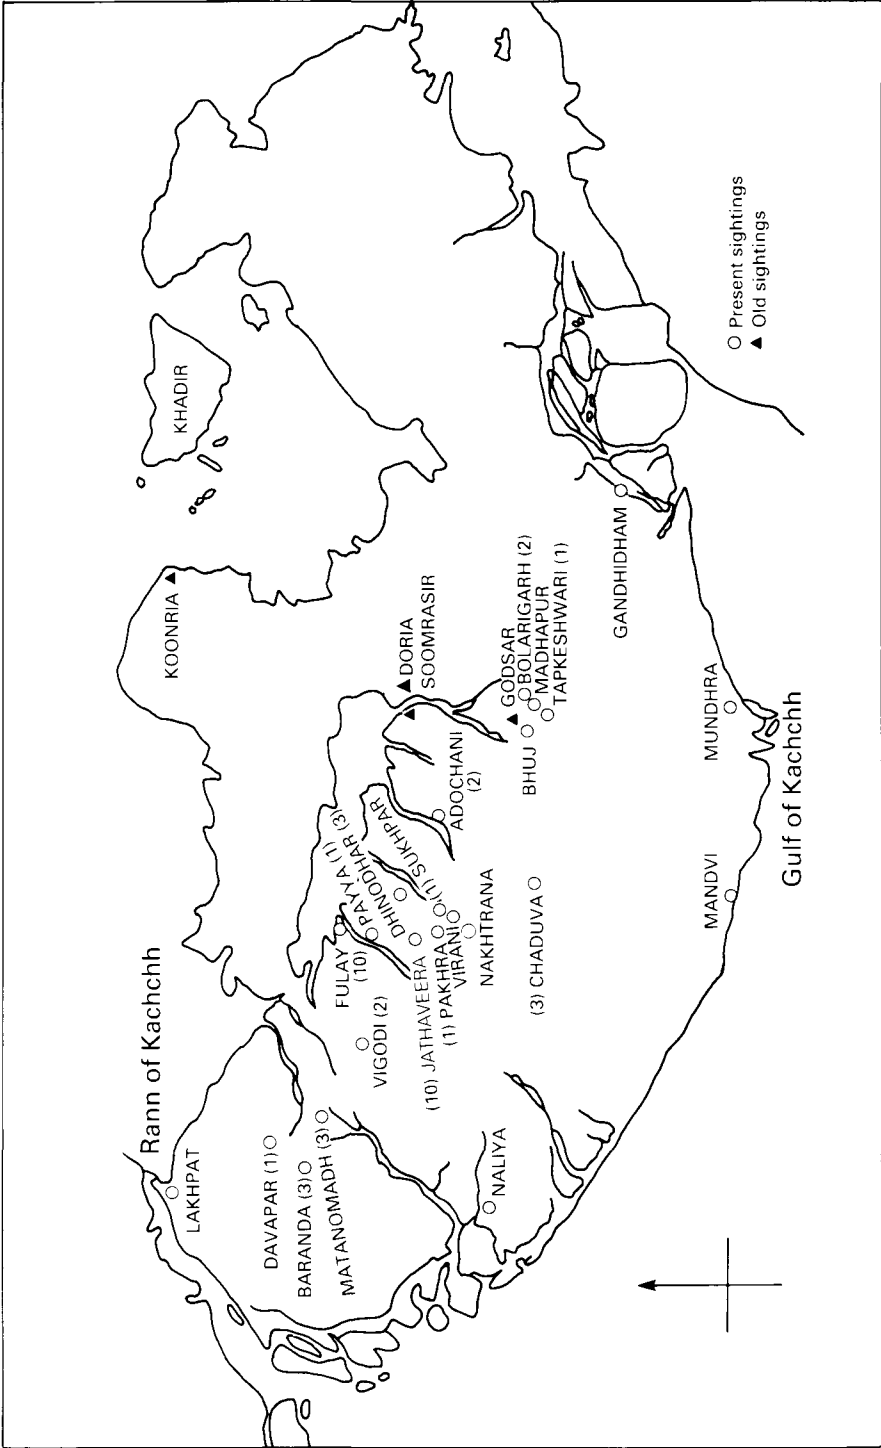 Rann of Kachchh
LAKHPAT
KOONRIA
KHADIR
DAVAPAR (1)
BARANDA (3)
MATANOMADH (3)
FULAY
(10)
PAYYA (1)
DHINODHAR (3)
SUKHPAR
VIGODI (2)
DORIA
SOOMRASIR
(10) JATHAVEERA
(1) PAKHRA
(1)
VIRANI
ADOCHANI
(2)
NAKHTRANA
NALIYA
GODSAR
BOLARIGARH (2)
MADHAPUR
TAPKESHWARI (1)
BHUJ
(3) CHADUVA
GANDHIDHAM
MANDVI
MUNDHRA
Gulf of Kachchh
○ Present sightings
▲ Old sightings